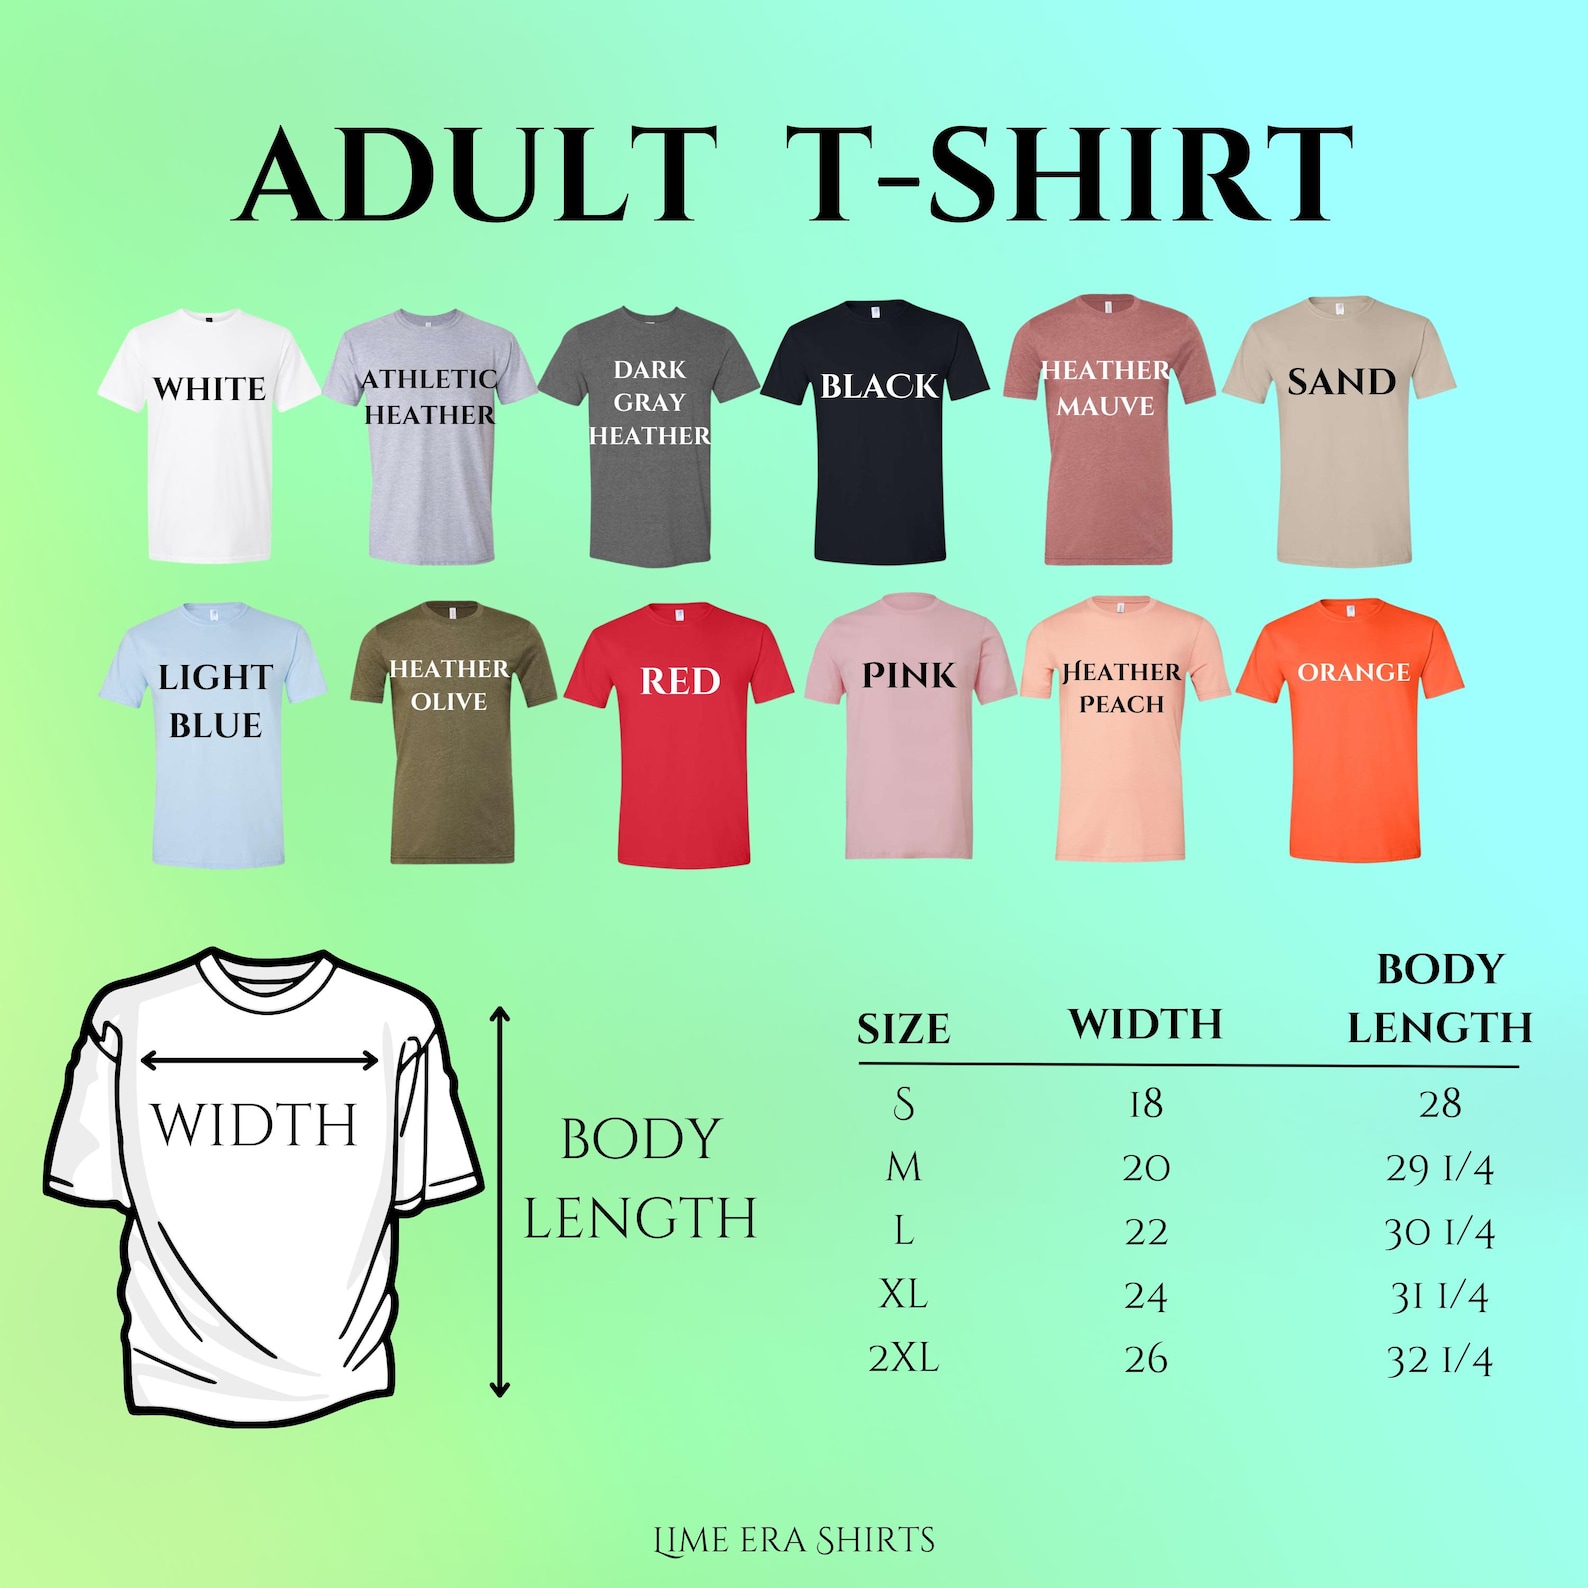 ADULT T-SHIRT
WHITE
ATHLETIC
HEATHER
DARK
GRAY
HEATHER
BLACK
HEATHER
MAUVE
SAND
LIGHT
BLUE
HEATHER
OLIVE
RED
PINK
HEATHER
PEACH
ORANGE
WIDTH
BODY
LENGTH
SIZE WIDTH BODY LENGTH
S 18 28
M 20 29 1/4
L 22 30 1/4
XL 24 31 1/4
2XL 26 32 1/4
LIME ERA SHIRTS